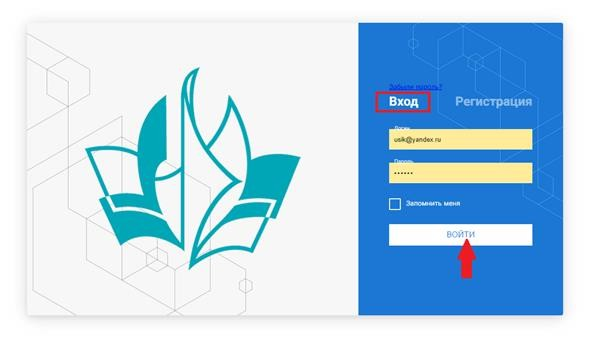 Забыли пароль?
Вход Регистрация
Логин
usik@yandex.ru
Пароль
••••••
Запомнить меня
ВОЙТИ